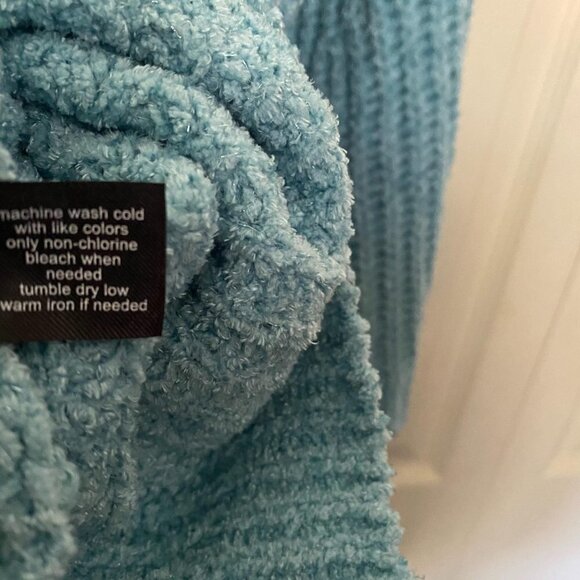 machine wash cold
with like colors
only non-chlorine
bleach when
needed
tumble dry low
warm iron if needed